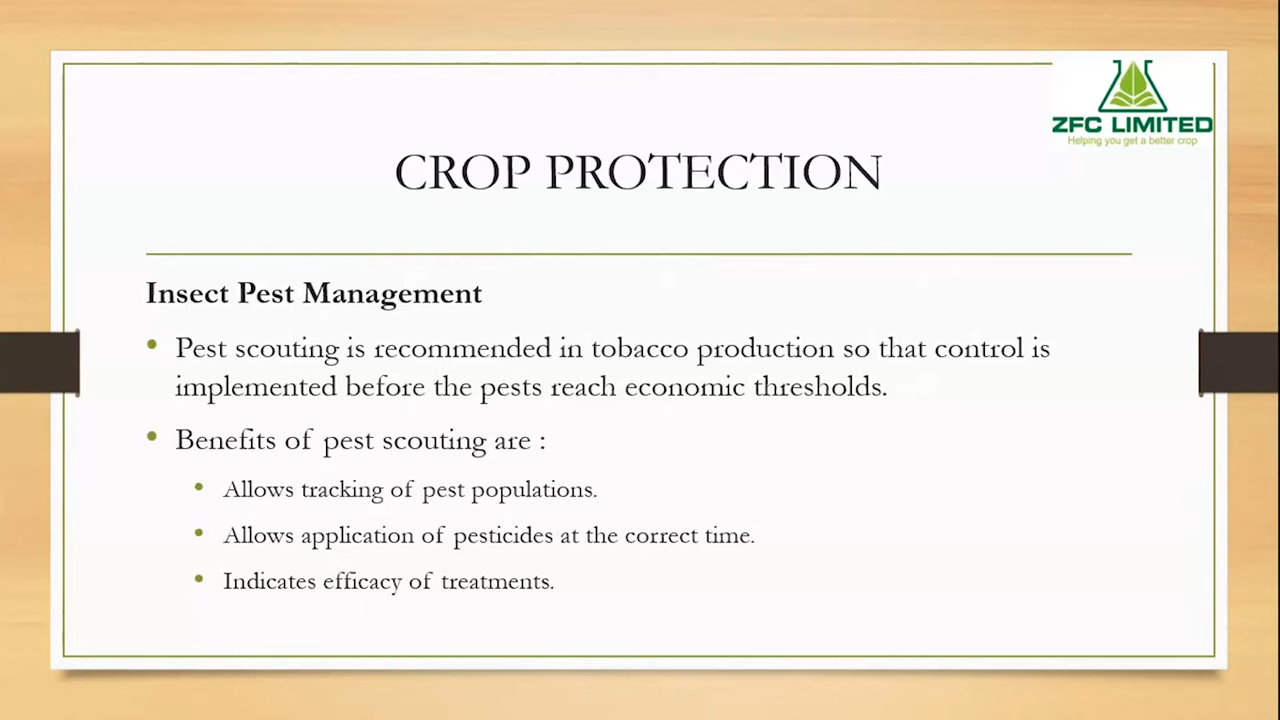 ZFC LIMITED
Helping you get a better crop
CROP PROTECTION
Insect Pest Management
• Pest scouting is recommended in tobacco production so that control is
implemented before the pests reach economic thresholds.
• Benefits of pest scouting are :
• Allows tracking of pest populations.
• Allows application of pesticides at the correct time.
• Indicates efficacy of treatments.